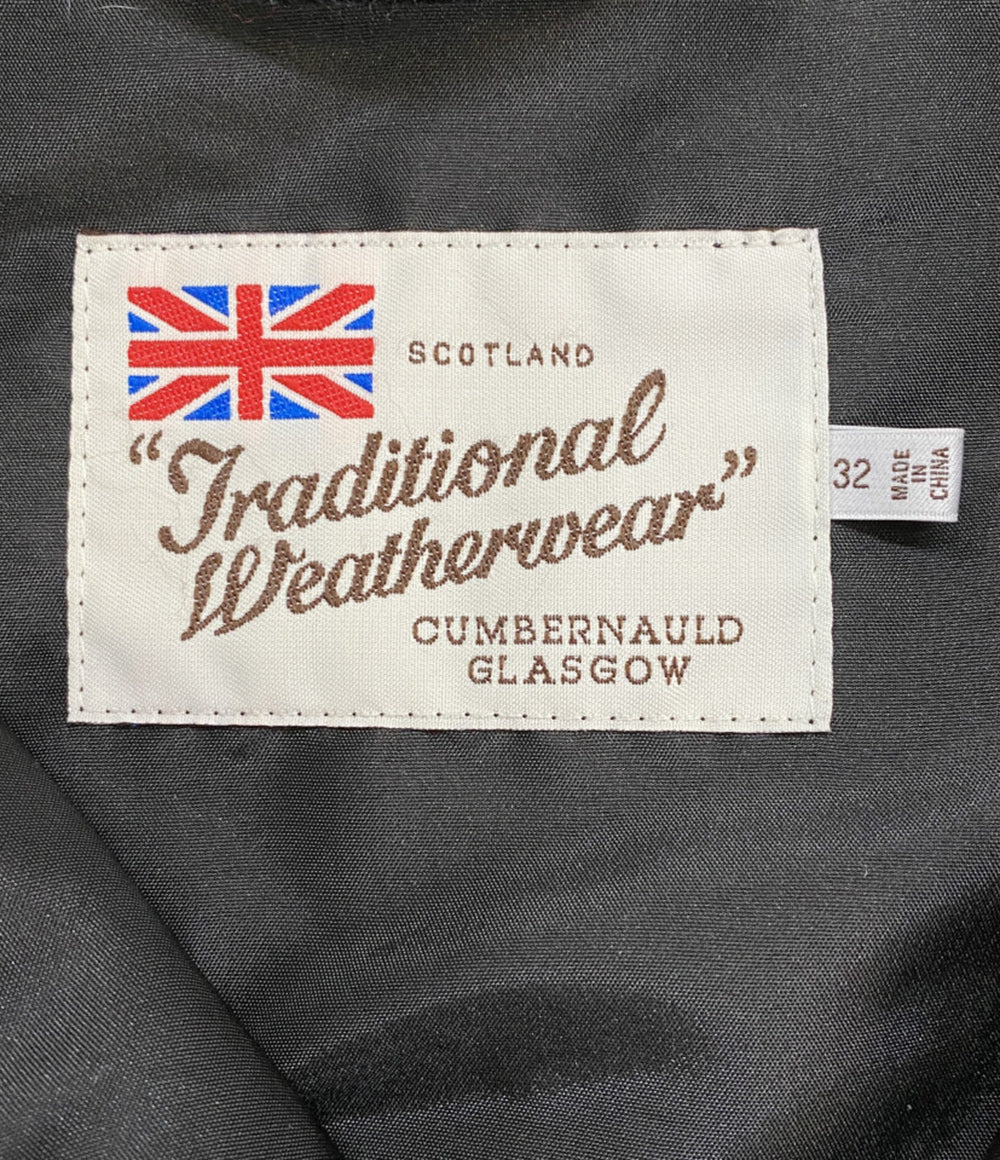 SCOTLAND
"Traditional
Weatherwear"
CUMBERNAULD
GLASGOW
32
MADE
IN
CHINA